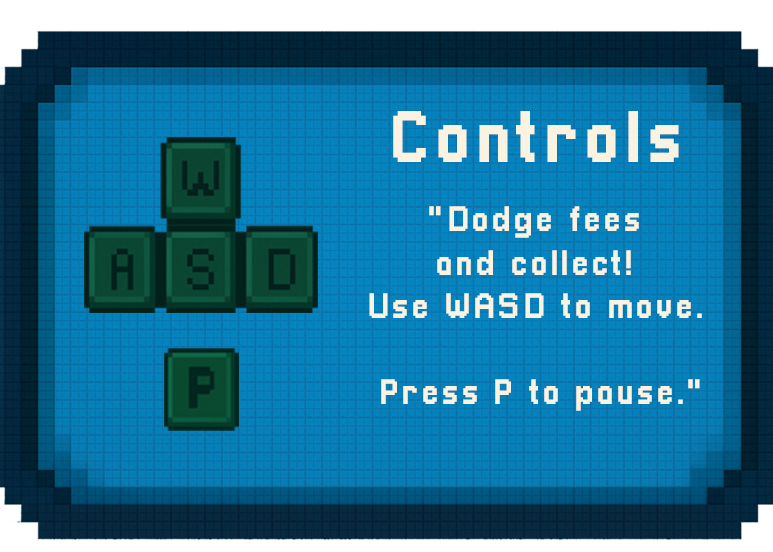 Controls
W
A S D
P
"Dodge fees
and collect!
Use WASD to move.
Press P to pause."